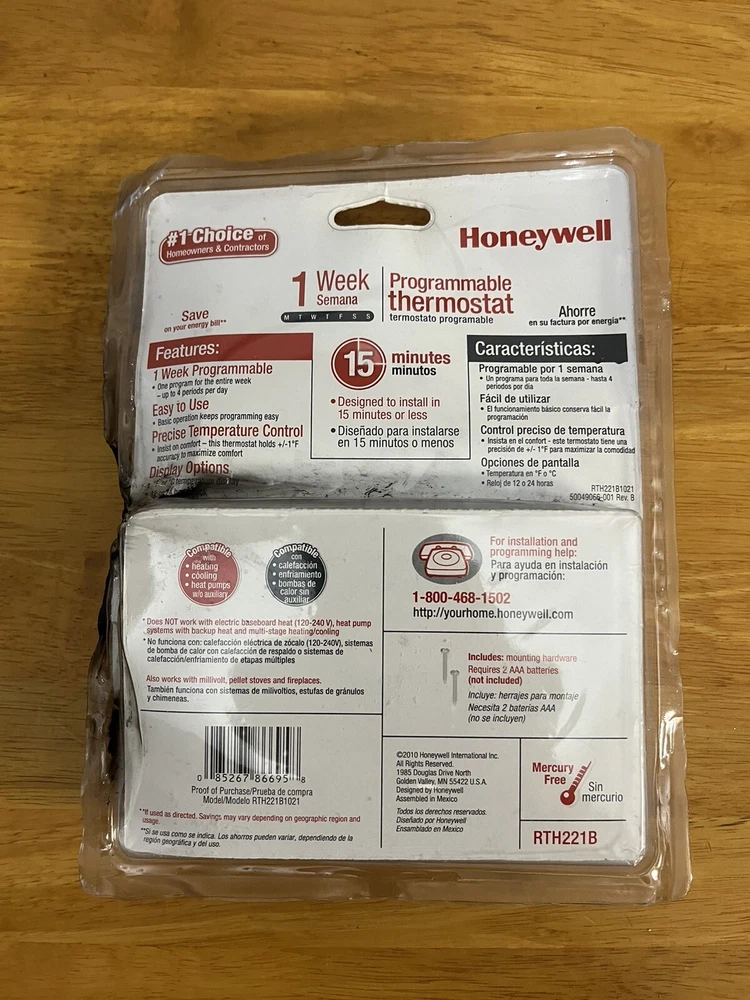 #1 Choice of
Homeowners & Contractors
Honeywell
1 Week
Semana
M T W T F S S
Programmable
thermostat
termostato programable
Save
on your energy bill**
Ahorre
en su factura por energía**
Features:
1 Week Programmable
• One program for the entire week
– up to 4 periods per day
Easy to Use
• Basic operation keeps programming easy
Precise Temperature Control
• Insist on comfort – this thermostat holds +/-1°F
accuracy to maximize comfort
Display Options
temperature display
15 minutes
minutos
• Designed to install in
15 minutes or less
• Diseñado para instalarse
en 15 minutos o menos
Características:
Programable por 1 semana
• Un programa para toda la semana - hasta 4
períodos por día
Fácil de utilizar
• El funcionamiento básico conserva fácil la
programación
Control preciso de temperatura
• Insista en el confort - este termostato tiene una
precisión de +/- 1°F para maximizar la comodidad
Opciones de pantalla
• Temperatura en °F o °C
• Reloj de 12 o 24 horas
RTH221B1021
50049066-001 Rev. B
Compatible
with
• heating
• cooling
• heat pumps
w/o auxiliary
Compatible
con
• calefacción
• enfriamiento
• bombas de
calor sin
auxiliar
* Does NOT work with electric baseboard heat (120-240 V), heat pump
systems with backup heat and multi-stage heating/cooling
* No funciona con: calefacción eléctrica de zócalo (120-240V), sistemas
de bomba de calor con calefacción de respaldo o sistemas de
calefacción/enfriamiento de etapas múltiples
Also works with millivolt, pellet stoves and fireplaces.
También funciona con sistemas de milivoltios, estufas de gránulos
y chimeneas.
For installation and
programming help:
Para ayuda en instalación
y programación:
1-800-468-1502
http://yourhome.honeywell.com
Includes: mounting hardware
Requires 2 AAA batteries
(not included)
Incluye: herrajes para montaje
Necesita 2 baterías AAA
(no se incluyen)
0 85267 86695 8
Proof of Purchase/Prueba de compra
Model/Modelo RTH221B1021
**If used as directed. Savings may vary depending on geographic region and
usage.
**Si se usa como se indica. Los ahorros pueden variar, dependiendo de la
región geográfica y del uso.
©2010 Honeywell International Inc.
All Rights Reserved.
1985 Douglas Drive North
Golden Valley, MN 55422 U.S.A.
Designed by Honeywell
Assembled in Mexico
Todos los derechos reservados.
Diseñado por Honeywell
Ensamblado en Mexico
Mercury
Free
Sin
mercurio
RTH221B